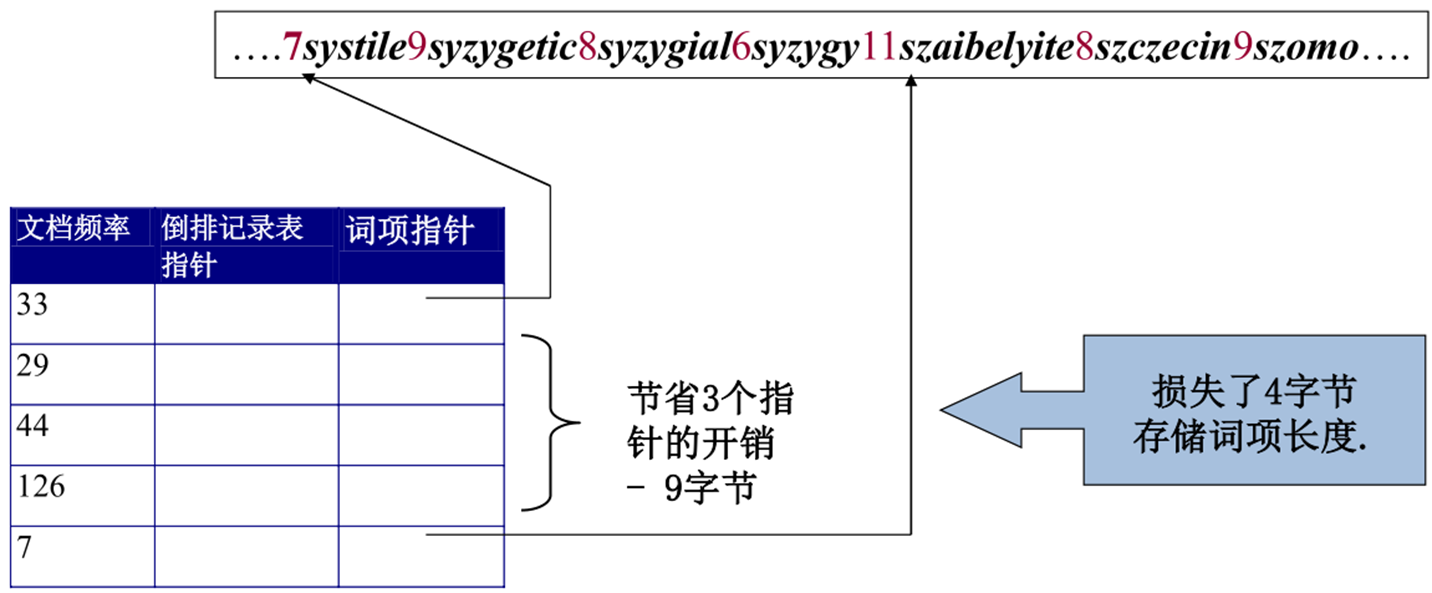 ....7systile9syzygetic8syzygial6syzygy11szaibelyite8szczecin9szomo....
文档频率 倒排记录表 词项指针
指针
33
29
44
126
7
节省3个指
针的开销
- 9字节
损失了4字节
存储词项长度.